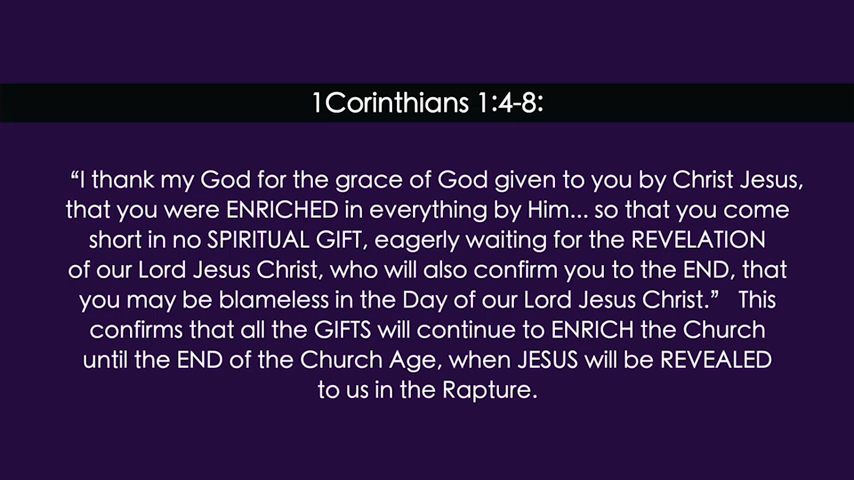 1Corinthians 1:4-8:
“I thank my God for the grace of God given to you by Christ Jesus,
that you were ENRICHED in everything by Him... so that you come
short in no SPIRITUAL GIFT, eagerly waiting for the REVELATION
of our Lord Jesus Christ, who will also confirm you to the END, that
you may be blameless in the Day of our Lord Jesus Christ.” This
confirms that all the GIFTS will continue to ENRICH the Church
until the END of the Church Age, when JESUS will be REVEALED
to us in the Rapture.